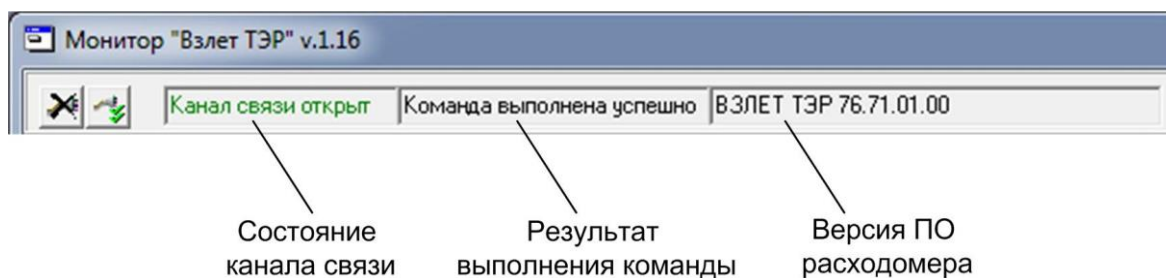 Монитор "Взлет ТЭР" v.1.16
Канал связи открыт Команда выполнена успешно ВЗЛЕТ ТЭР 76.71.01.00
Состояние канала связи
Результат выполнения команды
Версия ПО расходомера